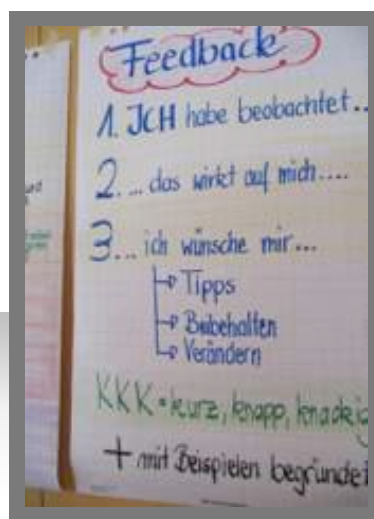 Feedback
1. ICH habe beobachtet..
2. ... das wirkt auf mich....
3... ich wünsche mir...
Tipps
Beibehalten
Verändern
KKK = kurz, knapp, knackig
+ mit Beispielen begründet